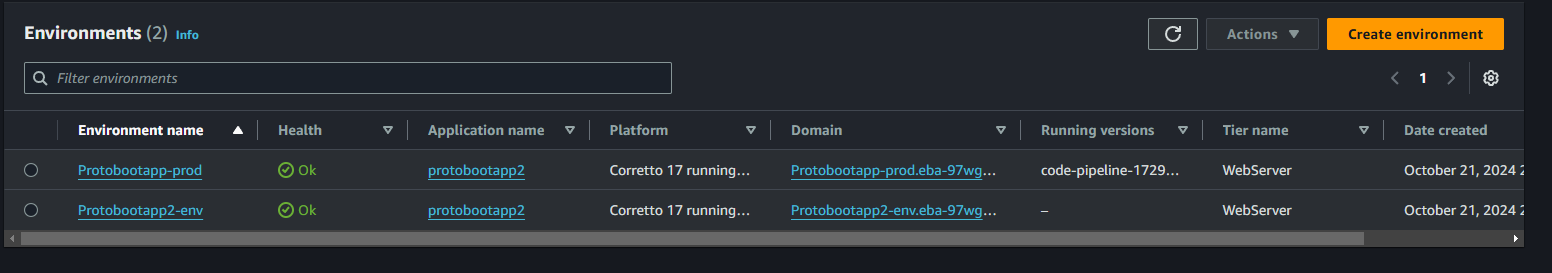 Environments (2) Info
Actions Create environment
Filter environments
1
Environment name Health Application name Platform Domain Running versions Tier name Date created
Protobootapp-prod Ok protobootapp2 Corretto 17 running... Protobootapp-prod.eba-97wg... code-pipeline-1729... WebServer October 21, 2024 2
Protobootapp2-env Ok protobootapp2 Corretto 17 running... Protobootapp2-env.eba-97wg... – WebServer October 21, 2024 2